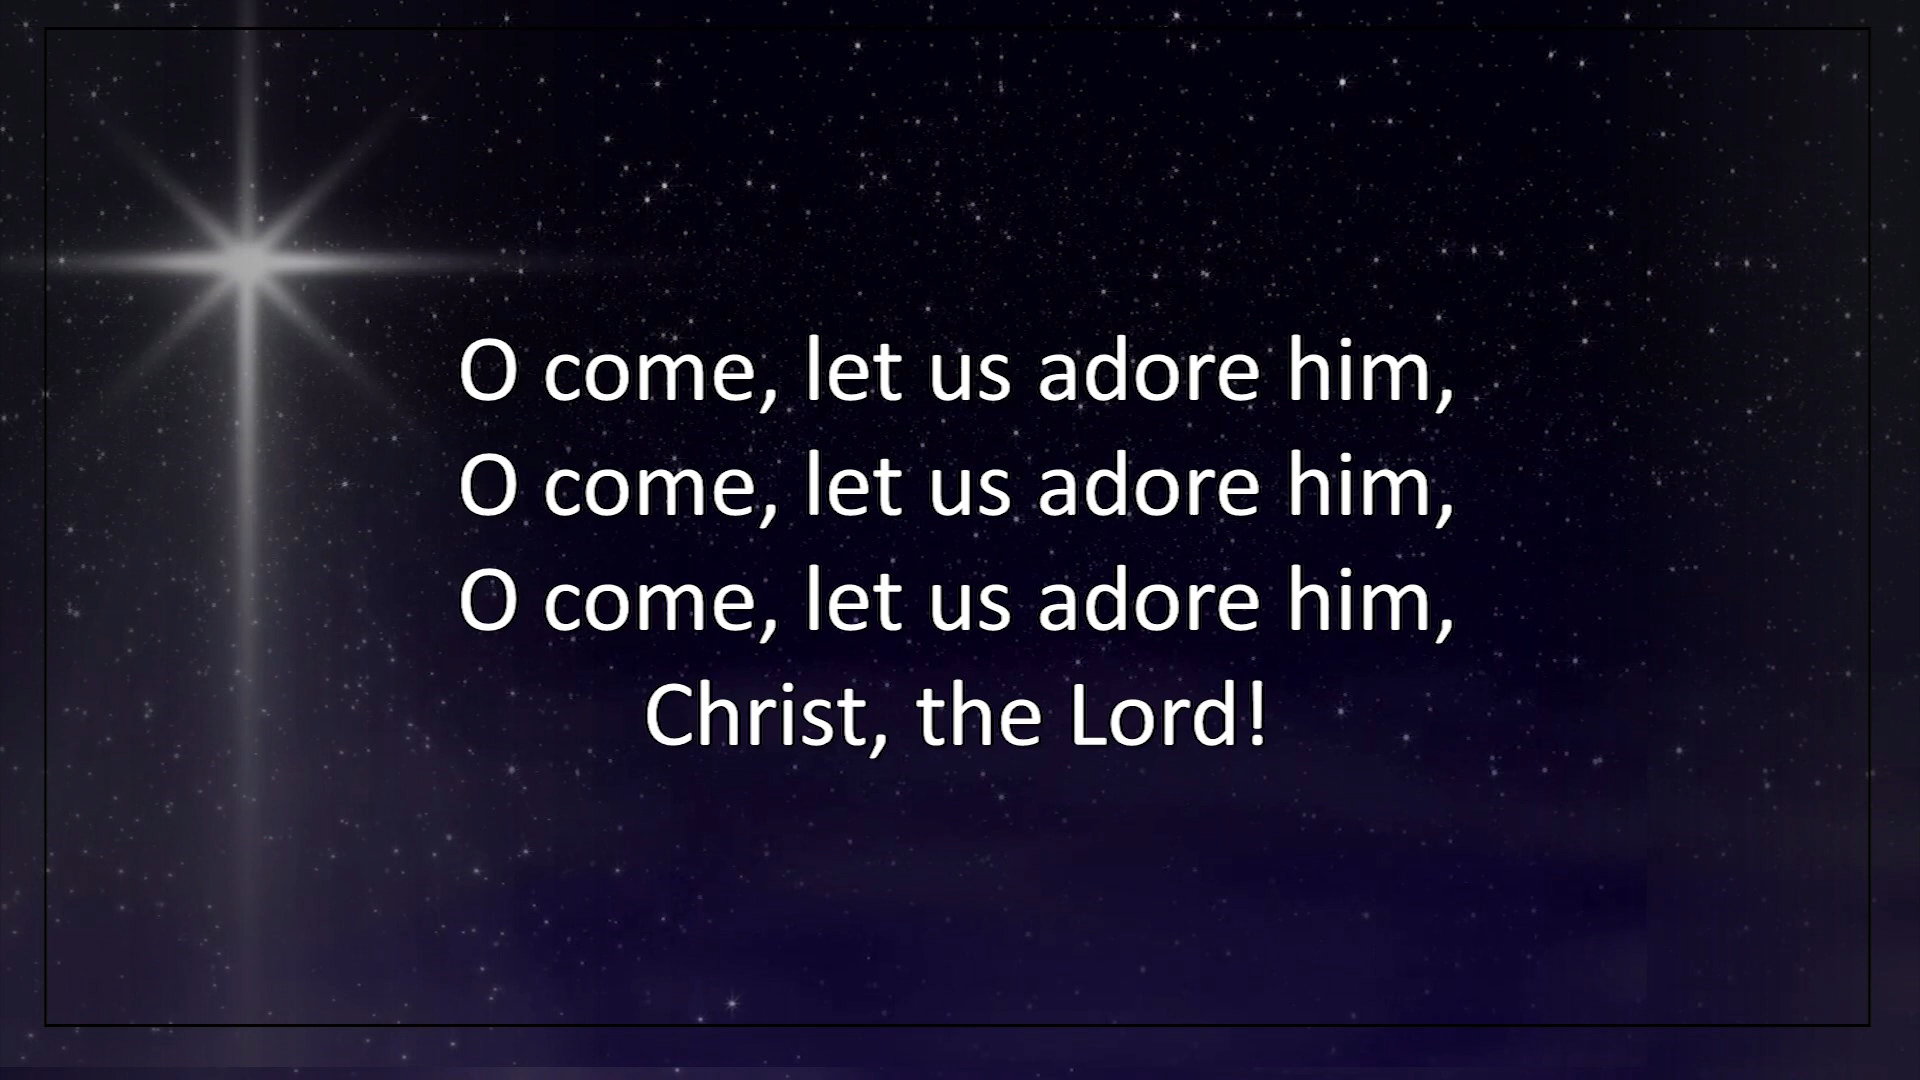 O come, let us adore him,
O come, let us adore him,
O come, let us adore him,
Christ, the Lord!